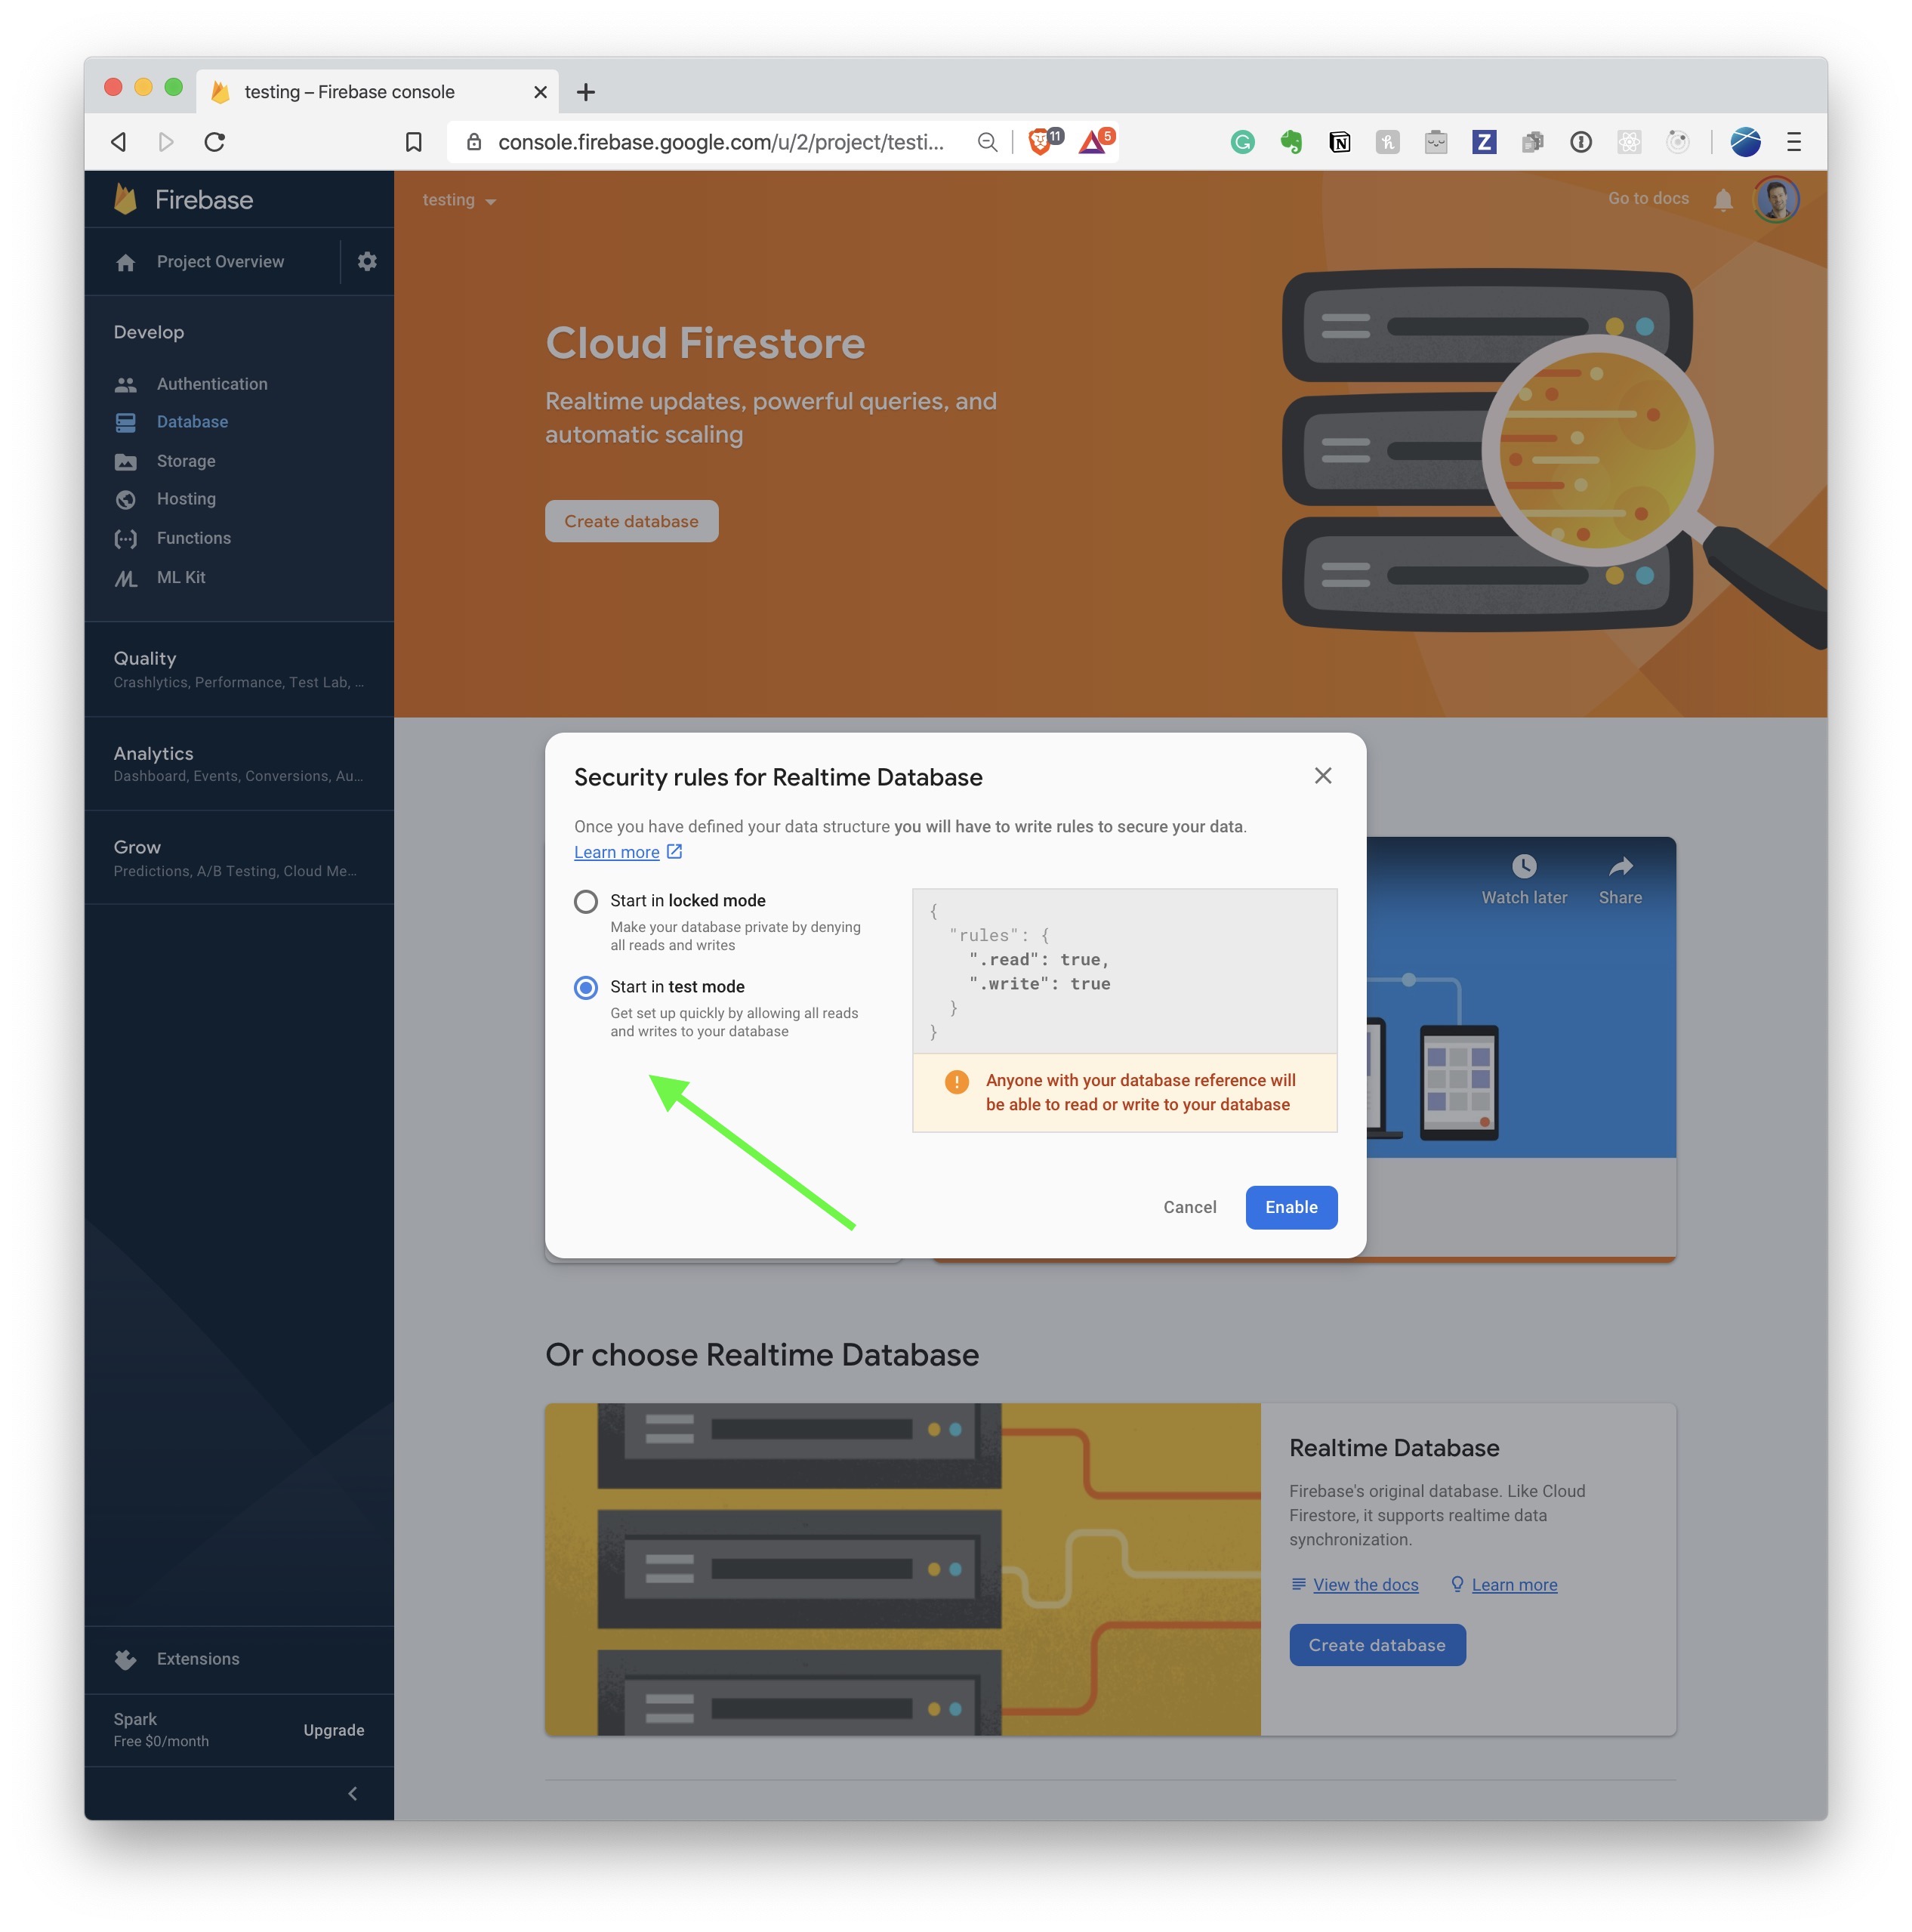 testing – Firebase console
console.firebase.google.com/u/2/project/testi...
11
5
Firebase
testing
Go to docs
Project Overview
Develop
Authentication
Database
Storage
Hosting
Functions
ML Kit
Quality
Crashlytics, Performance, Test Lab, ...
Analytics
Dashboard, Events, Conversions, Au...
Grow
Predictions, A/B Testing, Cloud Me...
Extensions
Spark
Free $0/month
Upgrade
Cloud Firestore
Realtime updates, powerful queries, and
automatic scaling
Create database
Security rules for Realtime Database
Once you have defined your data structure you will have to write rules to secure your data.
Learn more
Start in locked mode
Make your database private by denying
all reads and writes
Start in test mode
Get set up quickly by allowing all reads
and writes to your database
{
"rules": {
".read": true,
".write": true
}
}
Anyone with your database reference will
be able to read or write to your database
Cancel
Enable
Watch later
Share
Or choose Realtime Database
Realtime Database
Firebase's original database. Like Cloud
Firestore, it supports realtime data
synchronization.
View the docs
Learn more
Create database